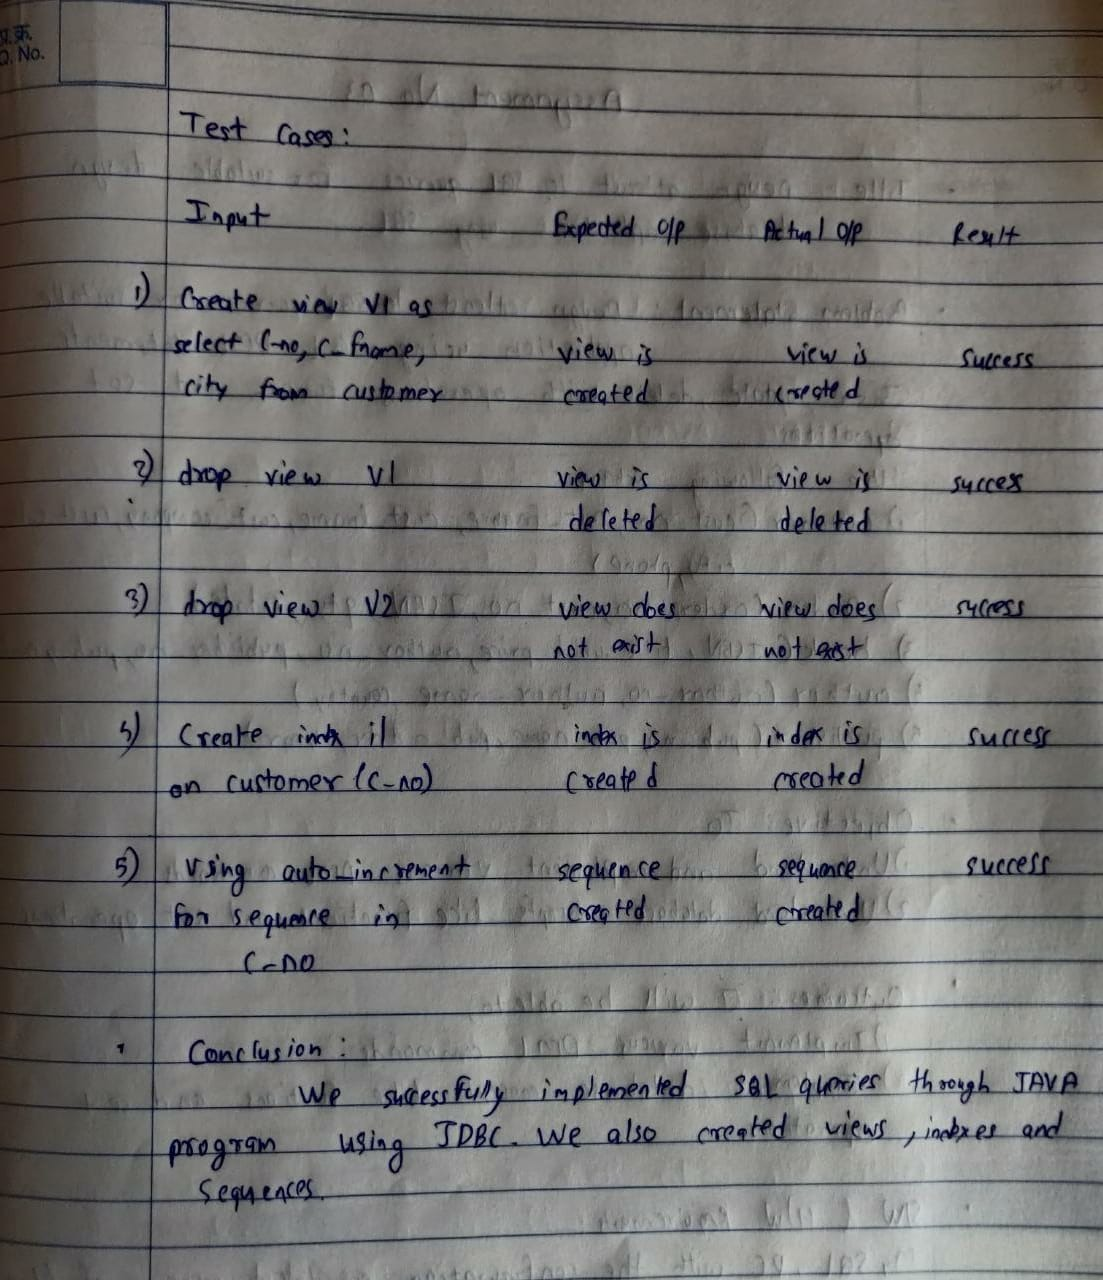 प्र.क्र.
Q. No.
Test Cases:
Input Expected o/p Actual o/p Result
1) Create view V1 as
select C-no, C-fname, view is view is Success
city from customer created created
2) drop view V1 view is view is success
deleted deleted
3) drop view V2 view does view does success
not exist not exist
4) Create index i1 index is index is success
on customer (C-no) created created
5) Using auto-increment sequence sequence success
for sequence in created created
C-no
Conclusion:
We successfully implemented SQL queries through JAVA
program using JDBC. We also created views, indexes and
Sequences.